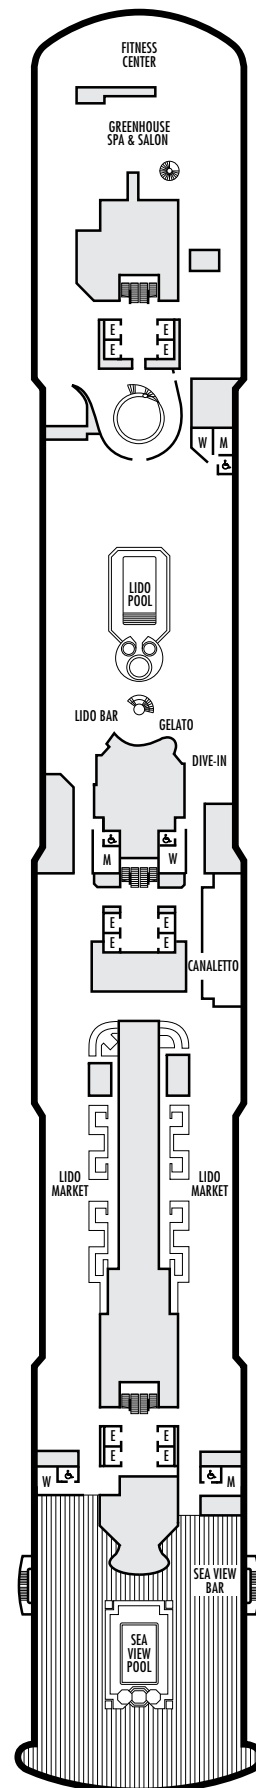 FITNESS
CENTER
GREENHOUSE
SPA & SALON
E E
E E
W M
LIDO
POOL
LIDO BAR
GELATO
DIVE-IN
M W
E E
E E
CANALETTO
LIDO
MARKET
LIDO
MARKET
E E
E E
W M
SEA VIEW
BAR
SEA
VIEW
POOL